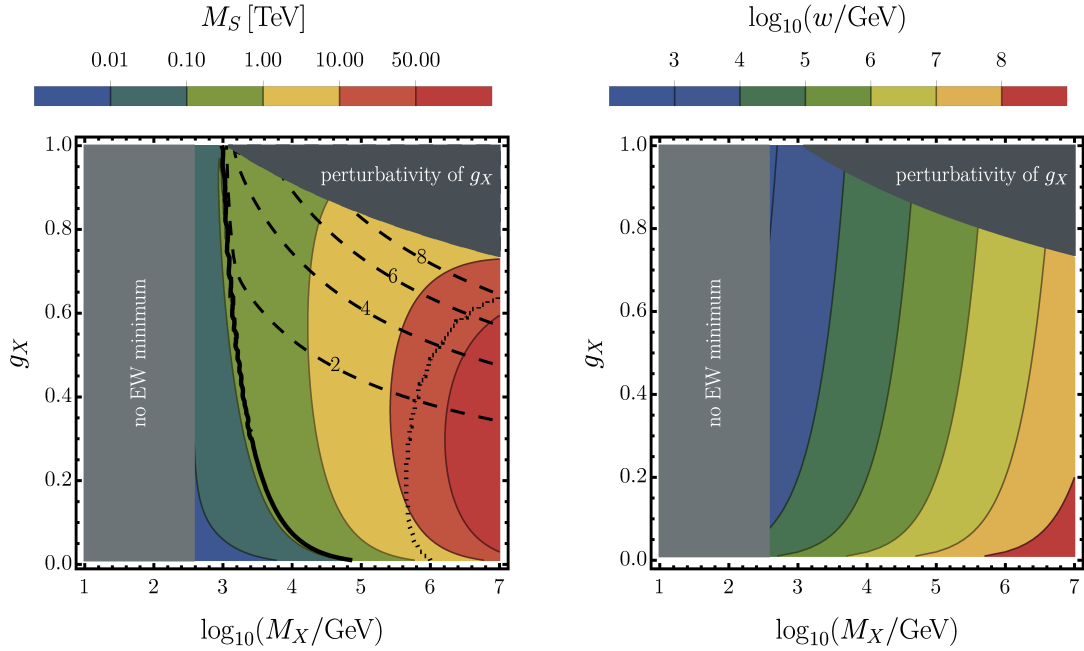 M_S [TeV]
0.01 0.10 1.00 10.00 50.00
1.0
0.8
0.6
0.4
0.2
0.0
g_X
no EW minimum
perturbativity of g_X
8
6
4
2
1 2 3 4 5 6 7
log₁₀(M_X/GeV)
log₁₀(w/GeV)
3 4 5 6 7 8
1.0
0.8
0.6
0.4
0.2
0.0
g_X
no EW minimum
perturbativity of g_X
1 2 3 4 5 6 7
log₁₀(M_X/GeV)